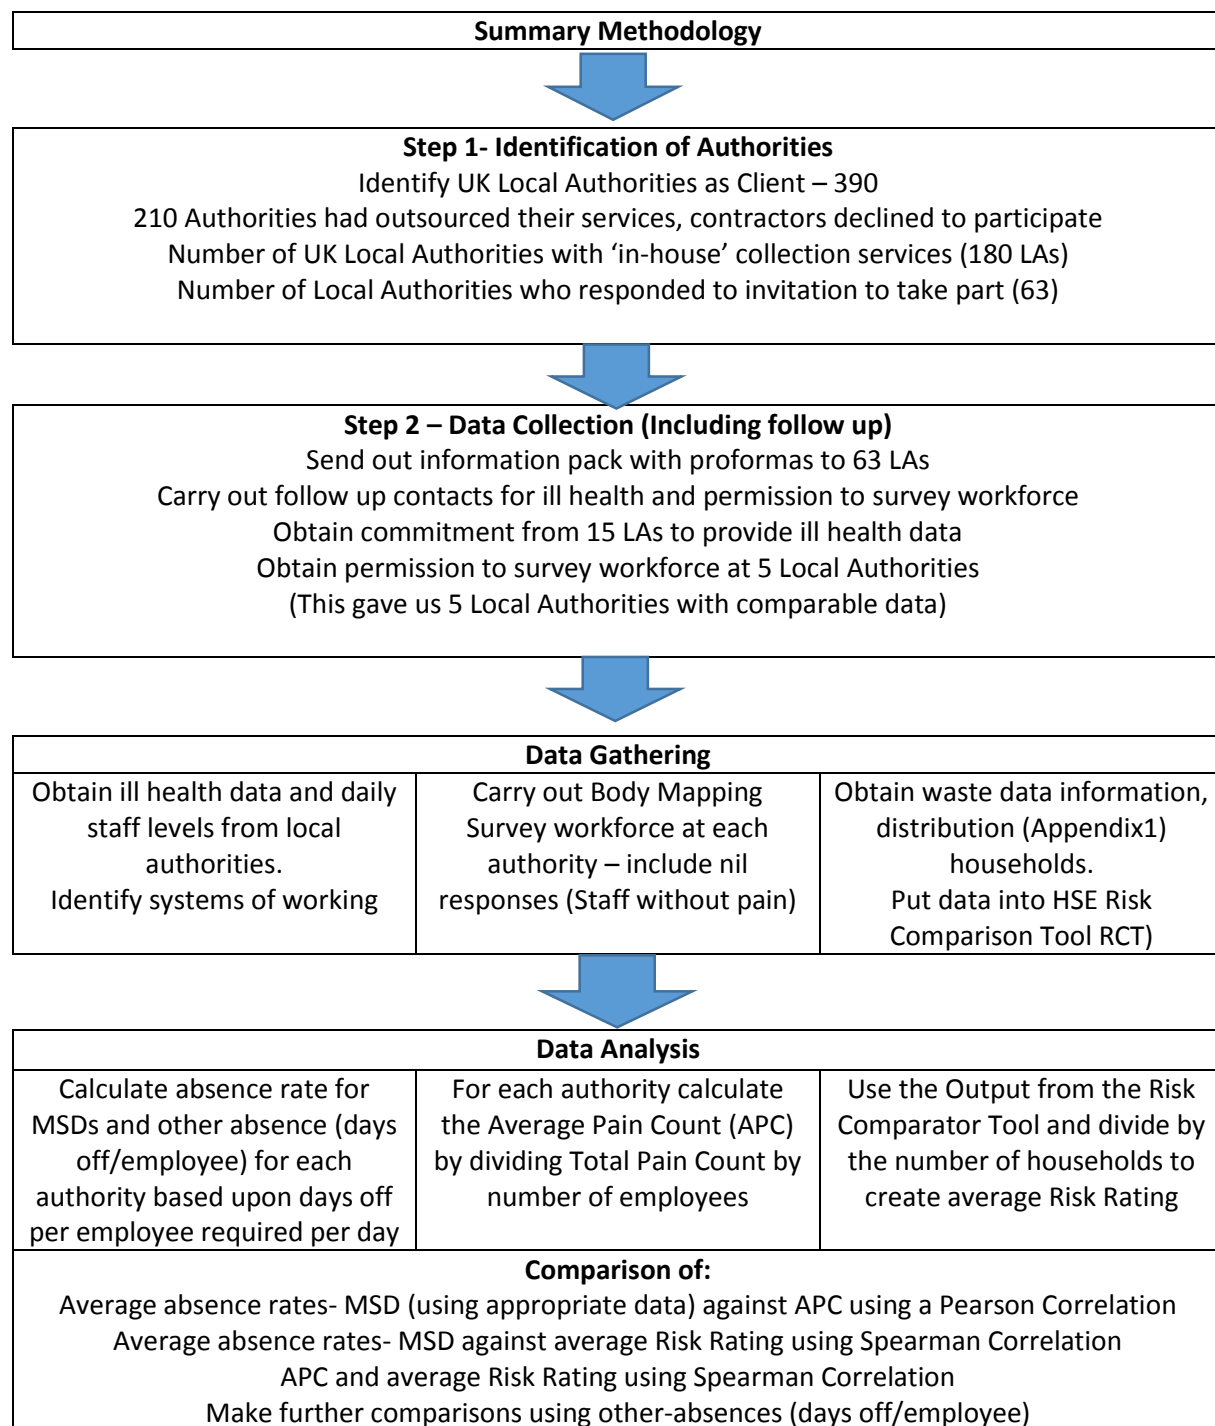 Summary Methodology
Step 1- Identification of Authorities
Identify UK Local Authorities as Client – 390
210 Authorities had outsourced their services, contractors declined to participate
Number of UK Local Authorities with ‘in-house’ collection services (180 LAs)
Number of Local Authorities who responded to invitation to take part (63)
Step 2 – Data Collection (Including follow up)
Send out information pack with proformas to 63 LAs
Carry out follow up contacts for ill health and permission to survey workforce
Obtain commitment from 15 LAs to provide ill health data
Obtain permission to survey workforce at 5 Local Authorities
(This gave us 5 Local Authorities with comparable data)
Data Gathering
Obtain ill health data and daily
staff levels from local
authorities.
Identify systems of working
Carry out Body Mapping
Survey workforce at each
authority – include nil
responses (Staff without pain)
Obtain waste data information,
distribution (Appendix1)
households.
Put data into HSE Risk
Comparison Tool RCT)
Data Analysis
Calculate absence rate for
MSDs and other absence (days
off/employee) for each
authority based upon days off
per employee required per day
For each authority calculate
the Average Pain Count (APC)
by dividing Total Pain Count by
number of employees
Use the Output from the Risk
Comparator Tool and divide by
the number of households to
create average Risk Rating
Comparison of:
Average absence rates- MSD (using appropriate data) against APC using a Pearson Correlation
Average absence rates- MSD against average Risk Rating using Spearman Correlation
APC and average Risk Rating using Spearman Correlation
Make further comparisons using other-absences (days off/employee)